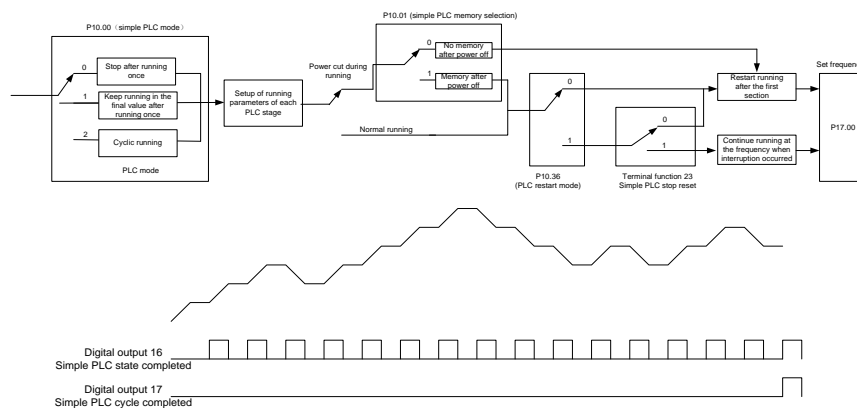 P10.00（simple PLC mode）
0
Stop after running
once
1
Keep running in the
final value after
running once
2
Cyclic running
PLC mode
Setup of running
parameters of each
PLC stage
Power cut during
running
P10.01 (simple PLC memory selection)
0
No memory
after power off
1
Memory after
power off
Normal running
0
1
P10.36
(PLC restart mode)
0
1
Terminal function 23
Simple PLC stop reset
Restart running
after the first
section
Continue running at
the frequency when
interruption occurred
Set frequency
P17.00
Digital output 16
Simple PLC state completed
Digital output 17
Simple PLC cycle completed